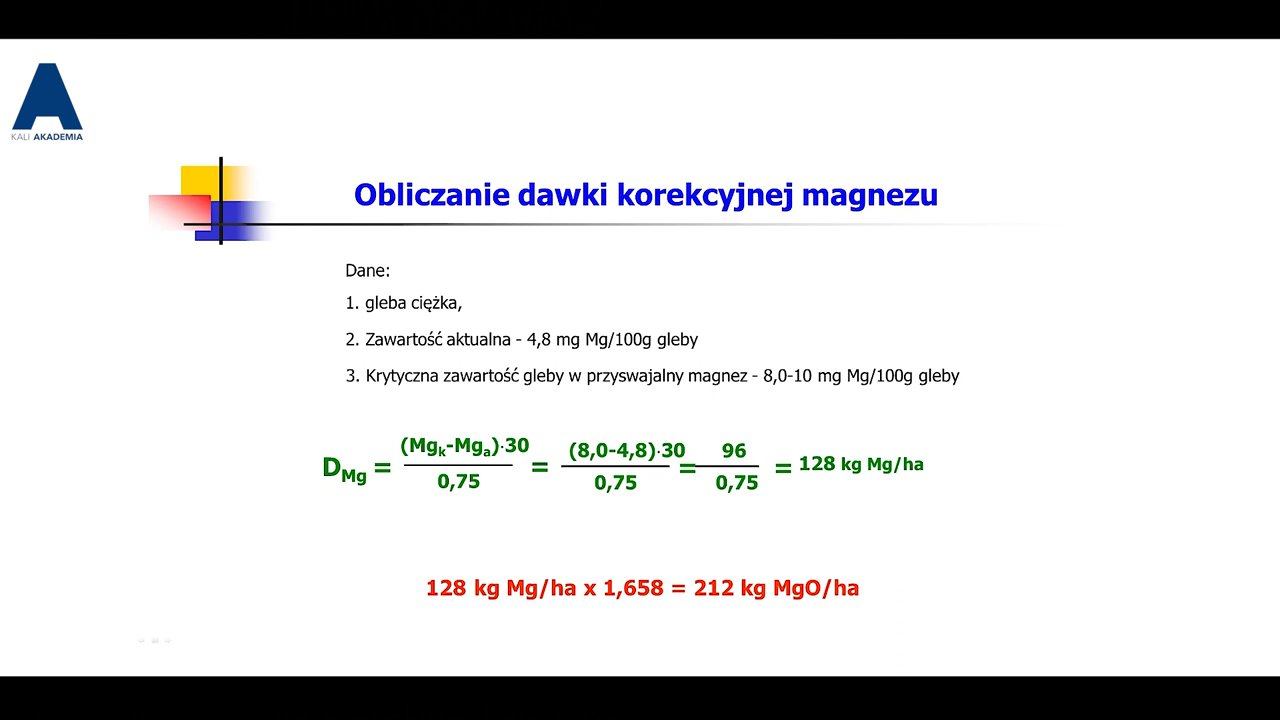 KALI AKADEMIA
Obliczanie dawki korekcyjnej magnezu
Dane:
1. gleba ciężka,
2. Zawartość aktualna - 4,8 mg Mg/100g gleby
3. Krytyczna zawartość gleby w przyswajalny magnez - 8,0-10 mg Mg/100g gleby
D_Mg = (Mg_k-Mg_a)·30 / 0,75 = (8,0-4,8)·30 / 0,75 = 96 / 0,75 = 128 kg Mg/ha
128 kg Mg/ha x 1,658 = 212 kg MgO/ha